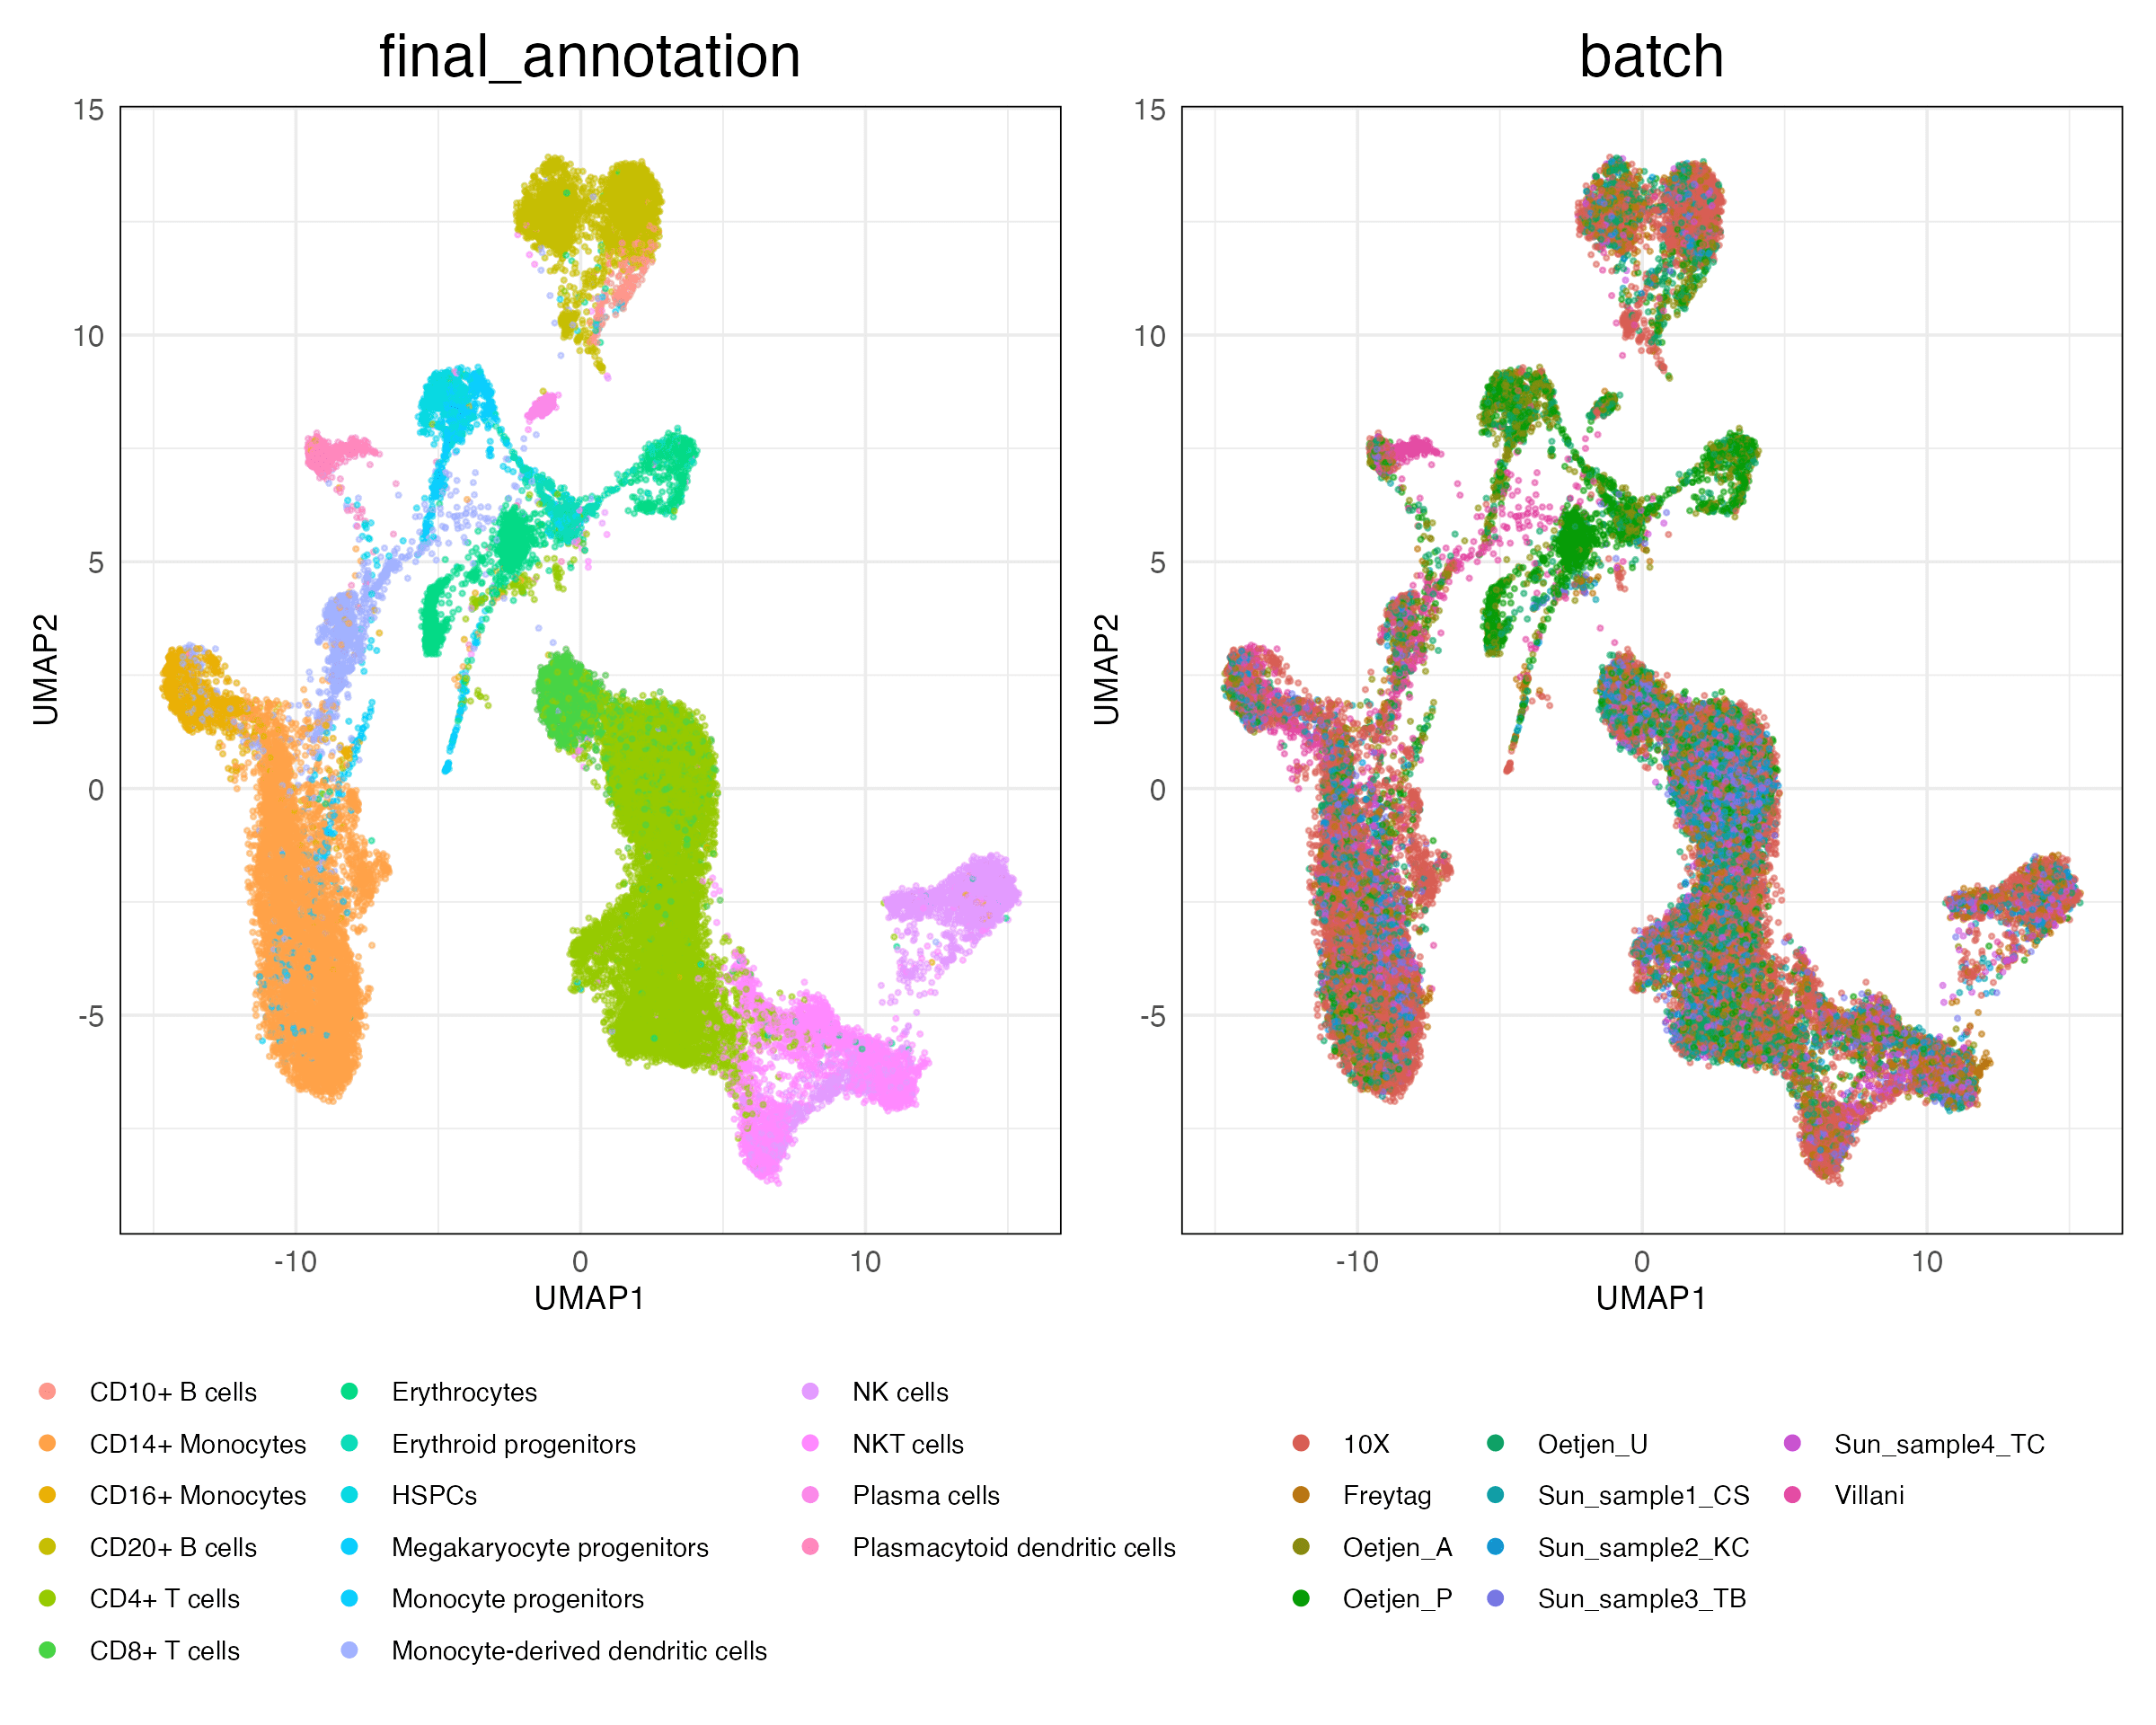 final_annotation
batch
15
10
5
0
-5
UMAP2
-10
0
10
UMAP1
15
10
5
0
-5
UMAP2
-10
0
10
UMAP1
CD10+ B cells
CD14+ Monocytes
CD16+ Monocytes
CD20+ B cells
CD4+ T cells
CD8+ T cells
Erythrocytes
Erythroid progenitors
HSPCs
Megakaryocyte progenitors
Monocyte progenitors
Monocyte-derived dendritic cells
NK cells
NKT cells
Plasma cells
Plasmacytoid dendritic cells
10X
Freytag
Oetjen_A
Oetjen_P
Oetjen_U
Sun_sample1_CS
Sun_sample2_KC
Sun_sample3_TB
Sun_sample4_TC
Villani